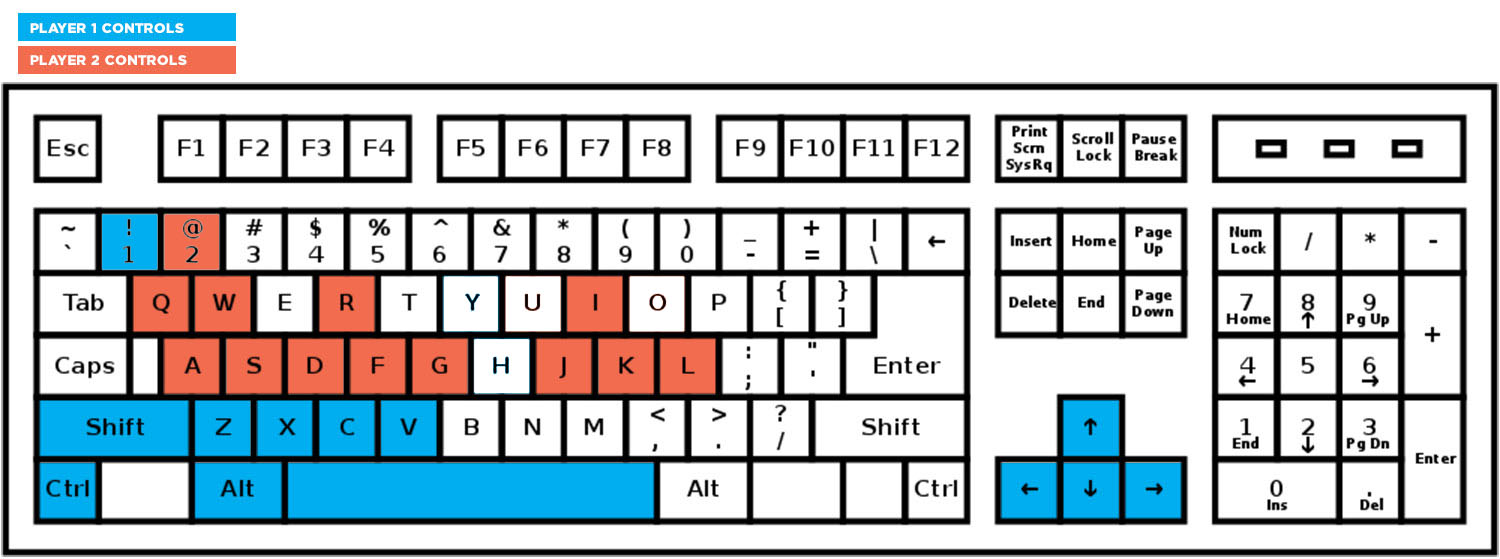 PLAYER 1 CONTROLS
PLAYER 2 CONTROLS
Esc F1 F2 F3 F4 F5 F6 F7 F8 F9 F10 F11 F12
Print
Scrn
SysRq
Scroll
Lock
Pause
Break
~ ! @ # $ % ^ & * ( ) _ + |
` 1 2 3 4 5 6 7 8 9 0 - = \ ←
Insert Home Page
Up
Num
Lock
/ * -
Tab Q W E R T Y U I O P { }
[ ]
Delete End Page
Down
7 8 9
Home ↑ Pg Up
+
Caps A S D F G H J K L : "
; ' Enter
4 5 6
← →
Shift Z X C V B N M < > ?
, . / Shift
↑
1 2 3
End ↓ Pg Dn
Enter
Ctrl Alt Alt Ctrl
← ↓ →
0 .
Ins Del